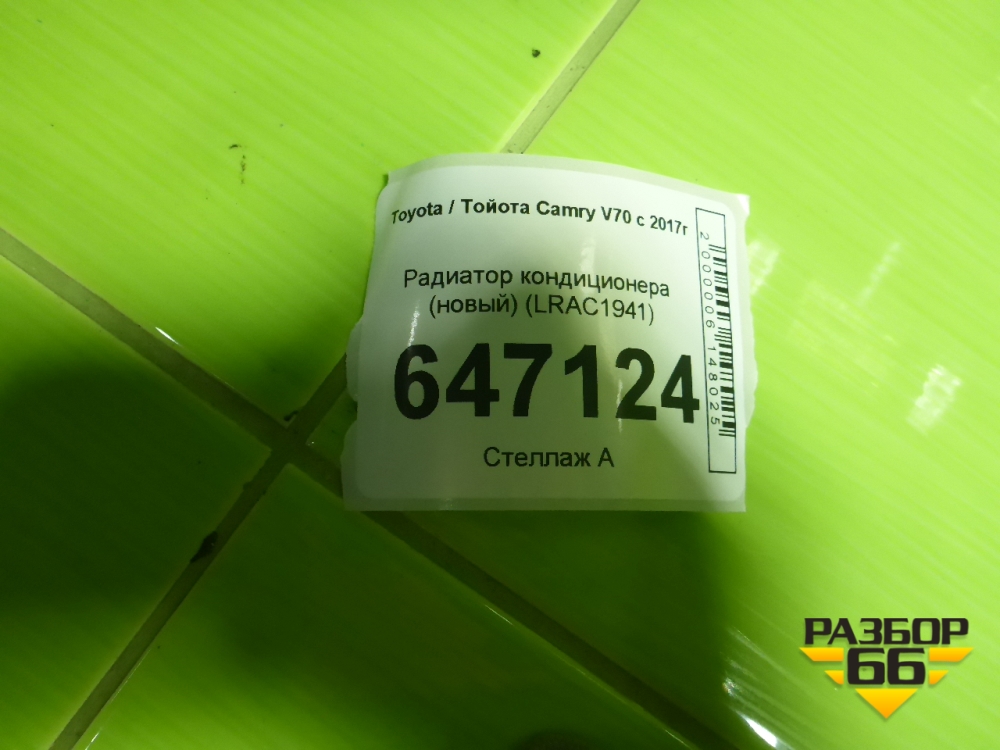 Toyota / Тойота Camry V70 с 2017г
Радиатор кондиционера
(новый) (LRAC1941)
647124
Стеллаж А
2000006148025
РАЗБОР
66